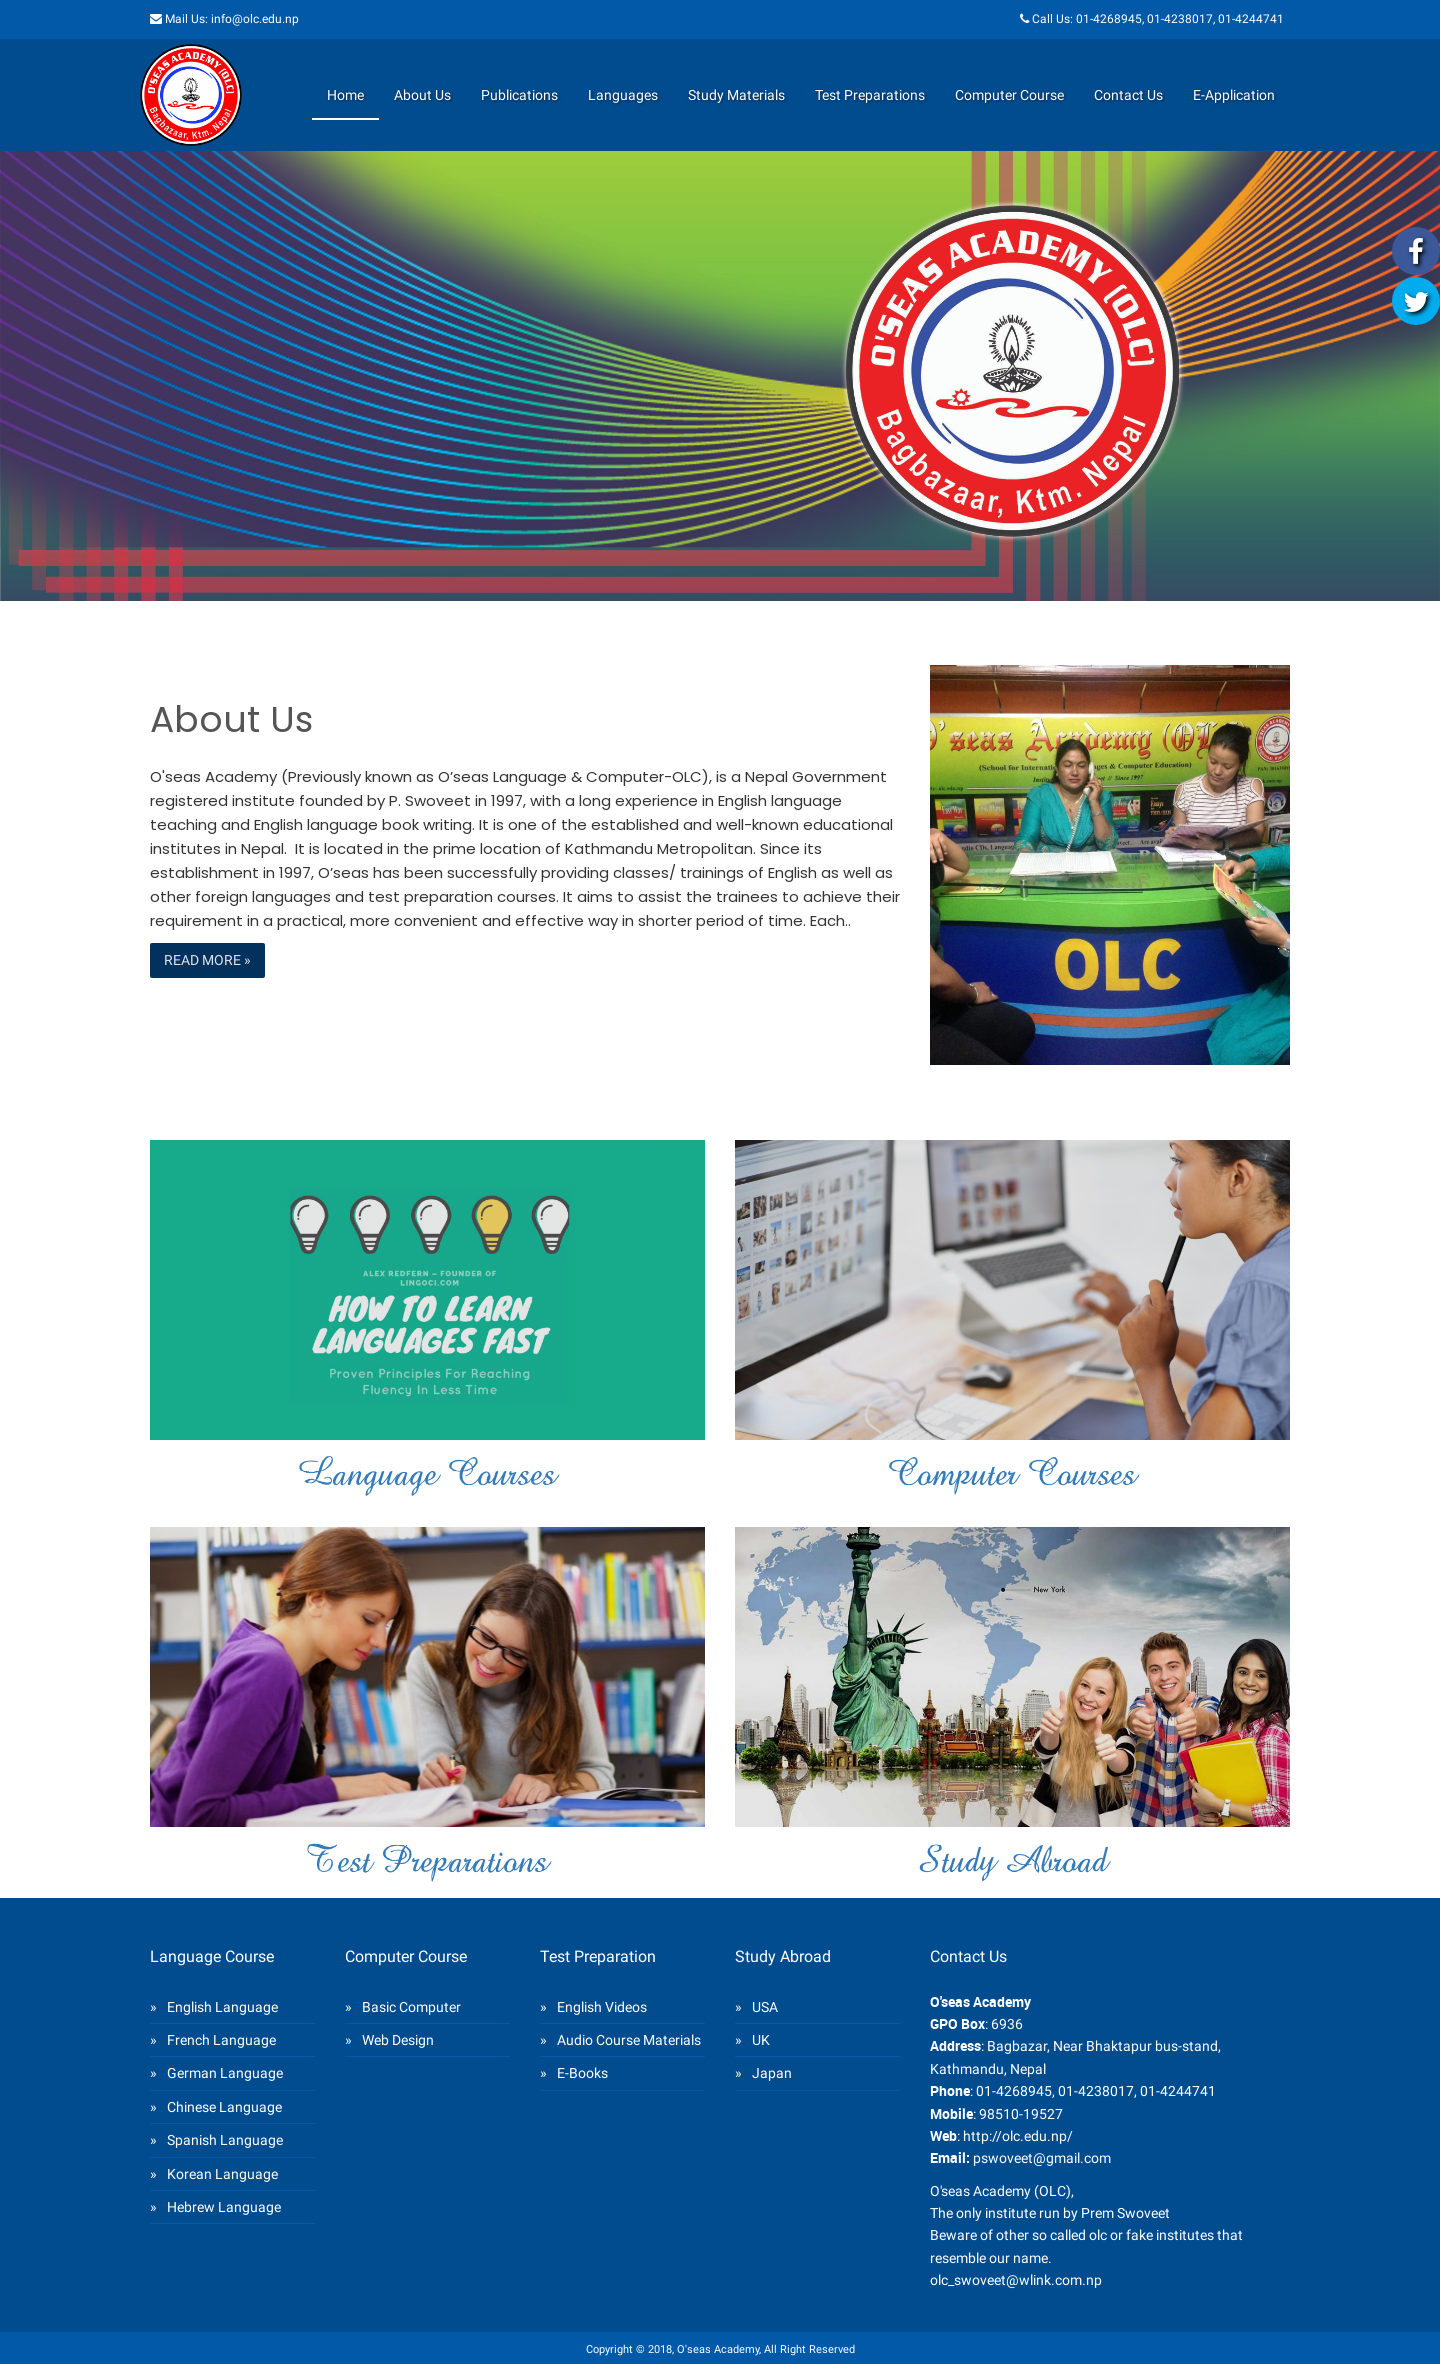 Mail Us: info@olc.edu.np
Call Us: 01-4268945, 01-4238017, 01-4244741
O'SEAS ACADEMY (OLC)
Bagbazaar, Ktm. Nepal
Home
About Us
Publications
Languages
Study Materials
Test Preparations
Computer Course
Contact Us
E-Application
O'SEAS ACADEMY (OLC)
Bagbazaar, Ktm. Nepal
About Us
O'seas Academy (Previously known as O’seas Language & Computer-OLC), is a Nepal Government
registered institute founded by P. Swoveet in 1997, with a long experience in English language
teaching and English language book writing. It is one of the established and well-known educational
institutes in Nepal.  It is located in the prime location of Kathmandu Metropolitan. Since its
establishment in 1997, O’seas has been successfully providing classes/ trainings of English as well as
other foreign languages and test preparation courses. It aims to assist the trainees to achieve their
requirement in a practical, more convenient and effective way in shorter period of time. Each..
READ MORE »
O'seas Academy (OL
(School for International
& Computer Education)
Since 1997
OLC
ALEX REDFERN – FOUNDER OF
LINGOCI.COM
HOW TO LEARN
LANGUAGES FAST
Proven Principles For Reaching
Fluency In Less Time
Language Courses
Computer Courses
New York
Test Preparations
Study Abroad
Language Course
» English Language
» French Language
» German Language
» Chinese Language
» Spanish Language
» Korean Language
» Hebrew Language
Computer Course
» Basic Computer
» Web Design
Test Preparation
» English Videos
» Audio Course Materials
» E-Books
Study Abroad
» USA
» UK
» Japan
Contact Us
O'seas Academy
GPO Box: 6936
Address: Bagbazar, Near Bhaktapur bus-stand,
Kathmandu, Nepal
Phone: 01-4268945, 01-4238017, 01-4244741
Mobile: 98510-19527
Web: http://olc.edu.np/
Email: pswoveet@gmail.com
O'seas Academy (OLC),
The only institute run by Prem Swoveet
Beware of other so called olc or fake institutes that
resemble our name.
olc_swoveet@wlink.com.np
Copyright © 2018, O'seas Academy, All Right Reserved